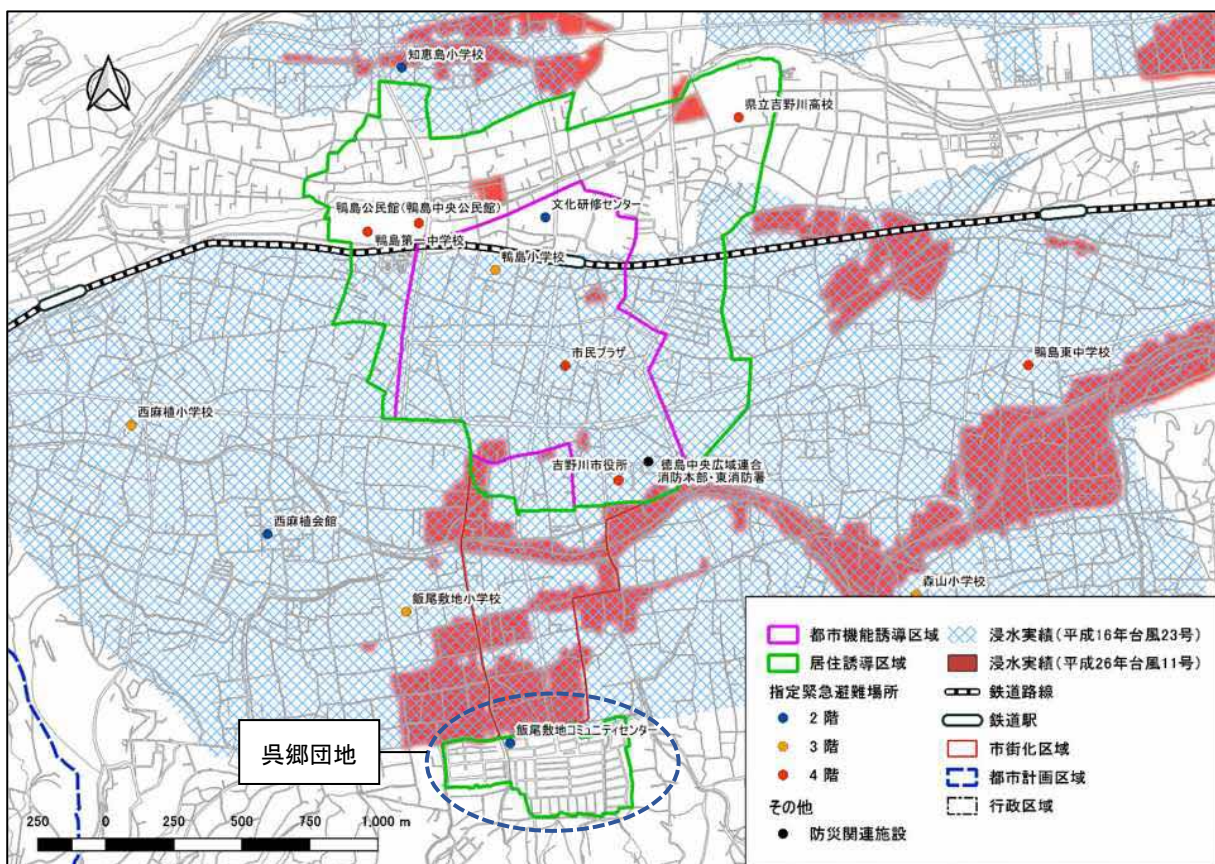 知恵島小学校
県立吉野川高校
鴨島公民館(鴨島中央公民館)
文化研修センター
鴨島第一中学校
鴨島小学校
市民プラザ
鴨島東中学校
西麻植小学校
吉野川市役所
徳島中央広域連合
消防本部・東消防署
西麻植会館
飯尾敷地小学校
森山小学校
飯尾敷地コミュニティセンター
呉郷団地
250 0 250 500 750 1,000 m
都市機能誘導区域
居住誘導区域
指定緊急避難場所
2階
3階
4階
その他
防災関連施設
浸水実績(平成16年台風23号)
浸水実績(平成26年台風11号)
鉄道路線
鉄道駅
市街化区域
都市計画区域
行政区域